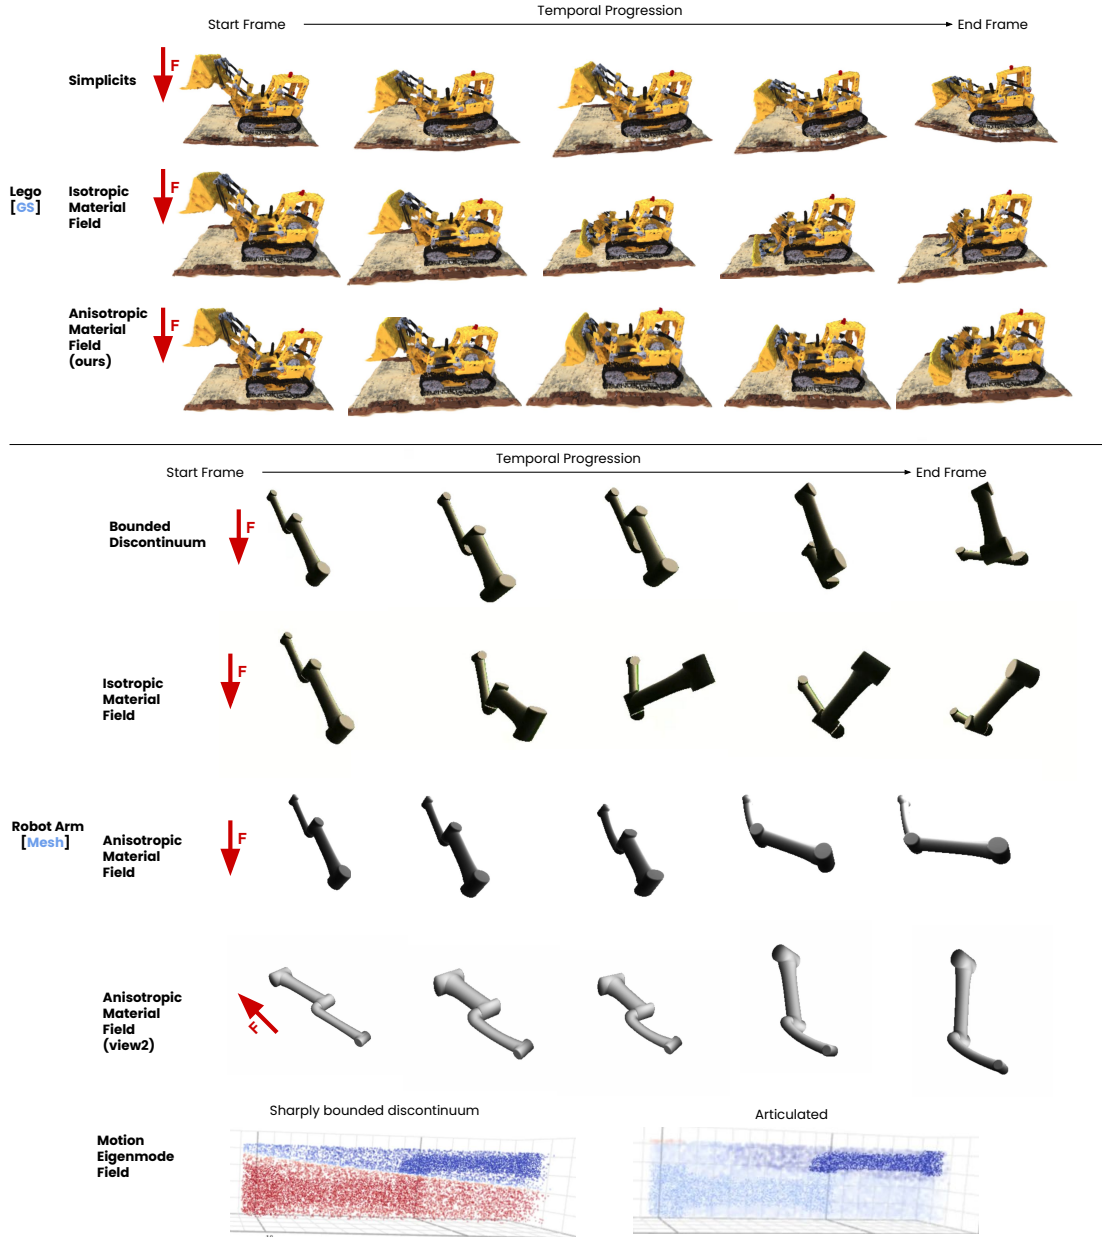 Temporal Progression
Start Frame
End Frame
Simplicits
F
Lego
[GS]
Isotropic
Material
Field
F
Anisotropic
Material
Field
(ours)
F
Temporal Progression
Start Frame
End Frame
Bounded
Discontinuum
F
Isotropic
Material
Field
F
Robot Arm
[Mesh]
Anisotropic
Material
Field
F
Anisotropic
Material
Field
(view2)
F
Sharply bounded discontinuum
Articulated
Motion
Eigenmode
Field